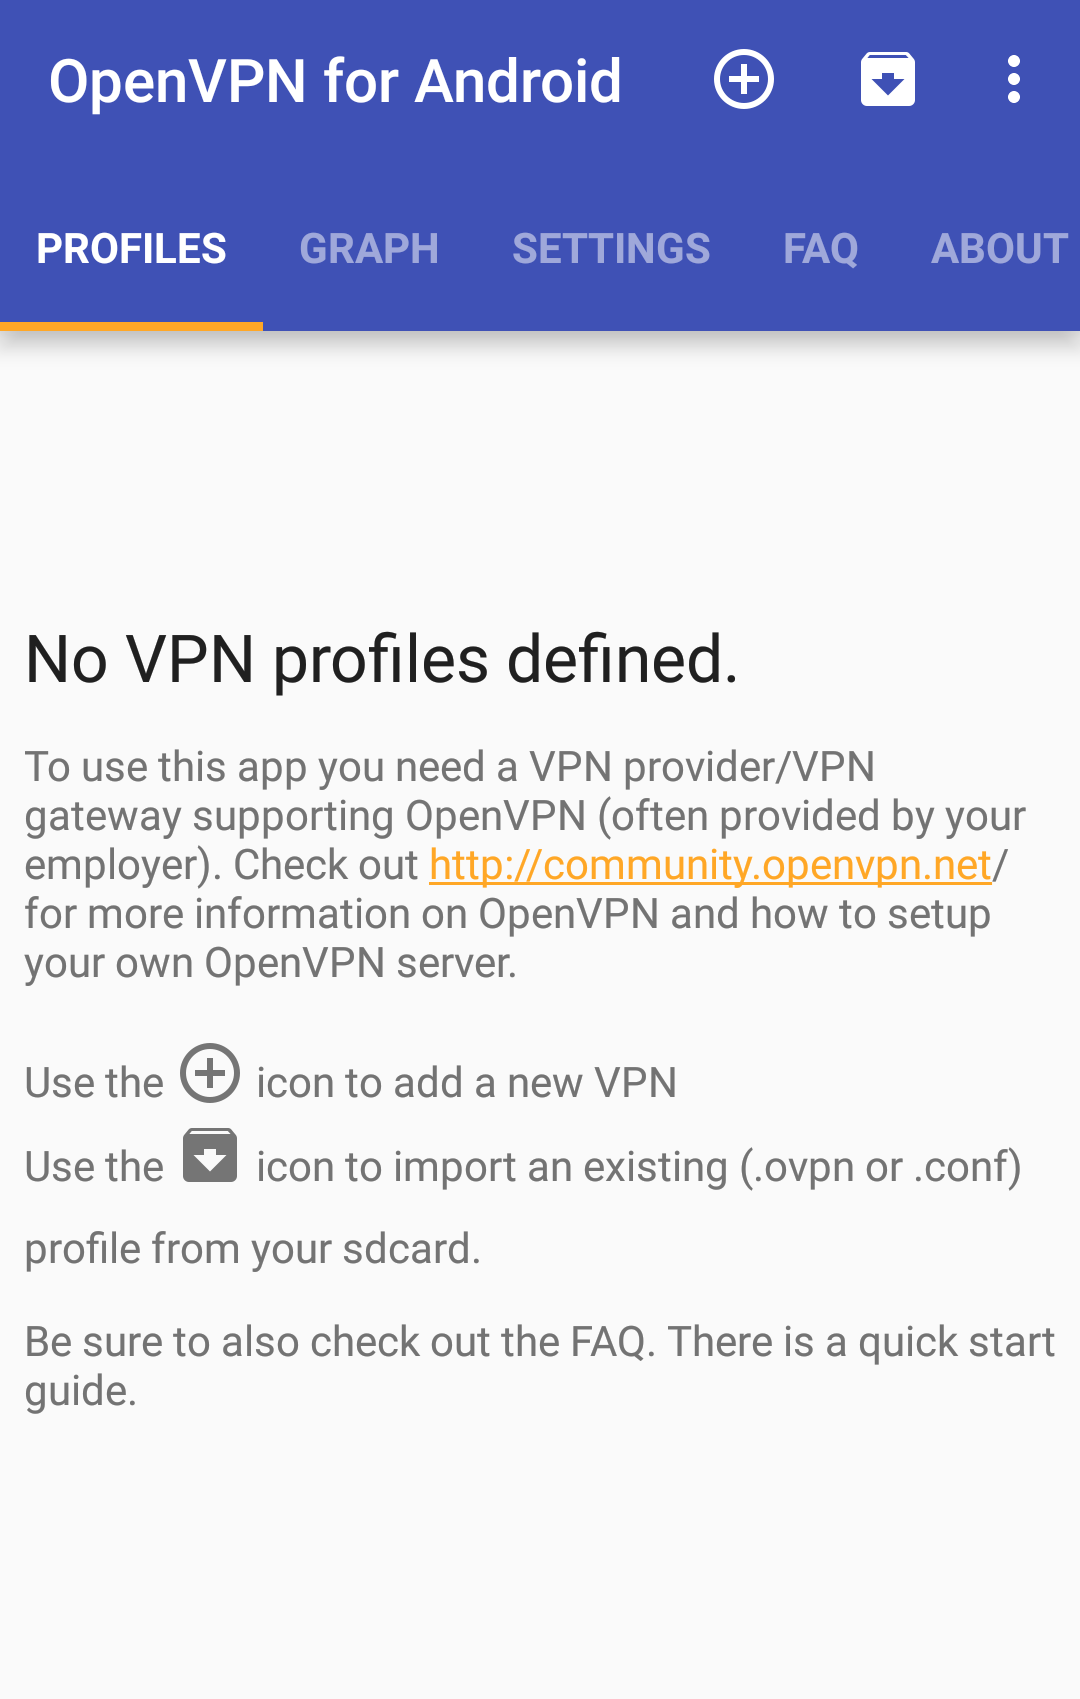 OpenVPN for Android
PROFILES GRAPH SETTINGS FAQ ABOUT
No VPN profiles defined.
To use this app you need a VPN provider/VPN
gateway supporting OpenVPN (often provided by your
employer). Check out http://community.openvpn.net/
for more information on OpenVPN and how to setup
your own OpenVPN server.
Use the icon to add a new VPN
Use the icon to import an existing (.ovpn or .conf)
profile from your sdcard.
Be sure to also check out the FAQ. There is a quick start
guide.